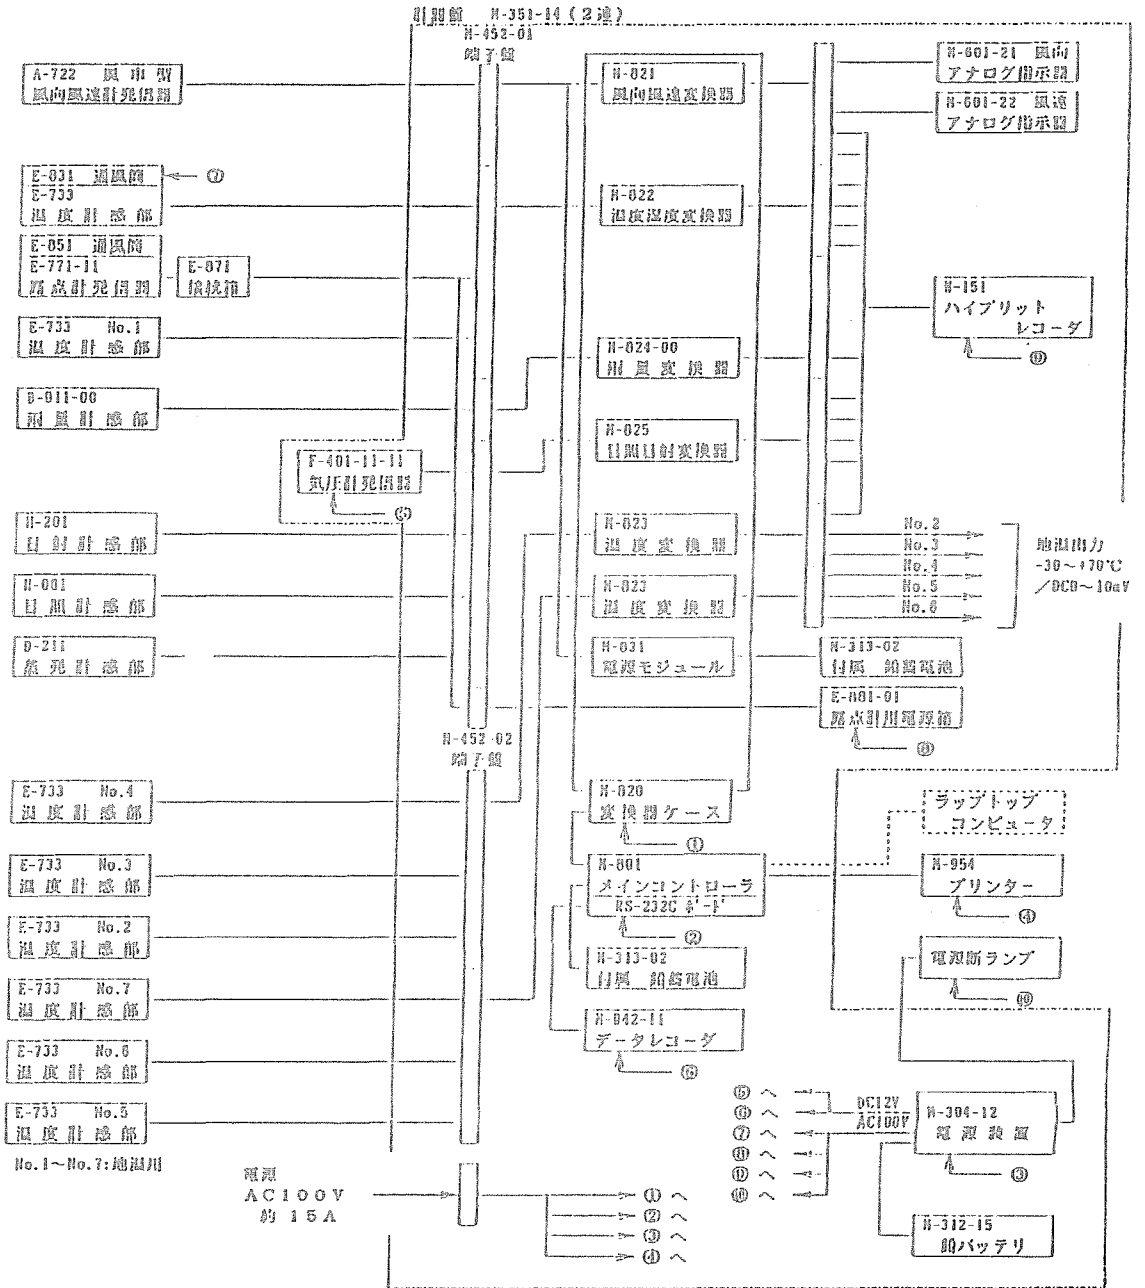 計測盤 N-351-14(2連)
N-452-01
端子盤
A-722 風車型
風向風速計発信器
E-831 通風筒
⑦
E-733
温度計感部
E-851 通風筒
E-771-11
露点計発信器
E-871
接続箱
E-733 No.1
温度計感部
B-011-00
雨量計感部
F-401-11-11
気圧計発信器
⑤
H-201
日射計感部
H-001
日照計感部
D-211
蒸発計感部
N-452-02
端子盤
E-733 No.4
温度計感部
E-733 No.3
温度計感部
E-733 No.2
温度計感部
E-733 No.7
温度計感部
E-733 No.6
温度計感部
E-733 No.5
温度計感部
No.1~No.7:地温用
電源
AC100V
約 15A
N-821
風向風速変換器
N-822
温度湿度変換器
N-824-00
雨量変換器
N-825
日照日射変換器
N-823
温度変換器
N-823
温度変換器
N-831
電源モジュール
N-820
変換器ケース
①
N-801
メインコントローラ
RS-232C ボード
②
N-313-02
付属 鉛蓄電池
N-842-11
データレコーダ
⑥
N-601-21 風向
アナログ指示器
N-601-22 風速
アナログ指示器
N-151
ハイブリット
レコーダ
⑨
No.2
No.3
No.4
No.5
No.6
地温出力
-30~+70℃
/DC0~10mV
N-313-02
付属 鉛蓄電池
E-881-01
露点計用電源箱
⑧
ラップトップ
コンピュータ
N-954
プリンター
④
電源断ランプ
⑩
⑤ へ
⑥ へ
⑦ へ
⑧ へ
⑨ へ
⑩ へ
DC12V
AC100V
N-304-12
電源装置
③
N-312-15
鉛バッテリ
① へ
② へ
③ へ
④ へ